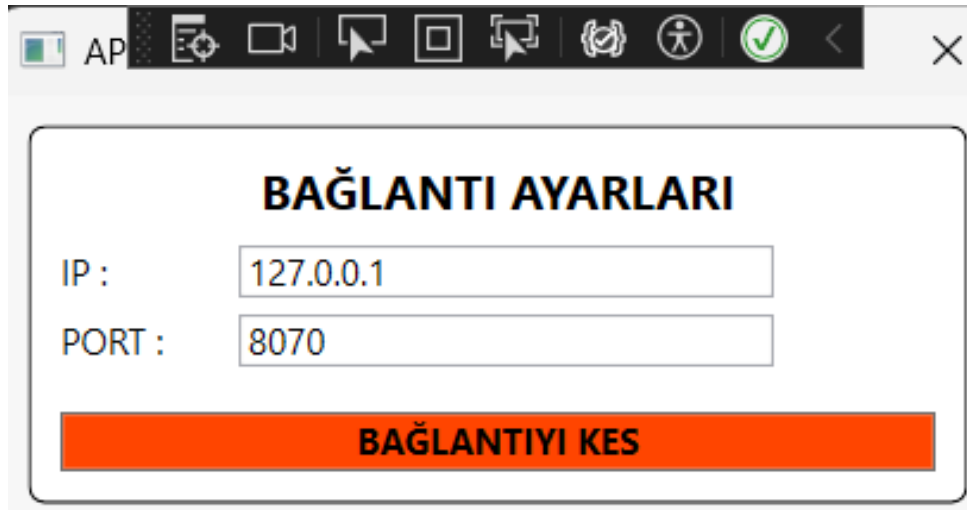 AP
BAĞLANTI AYARLARI
IP : 127.0.0.1
PORT : 8070
BAĞLANTIYI KES